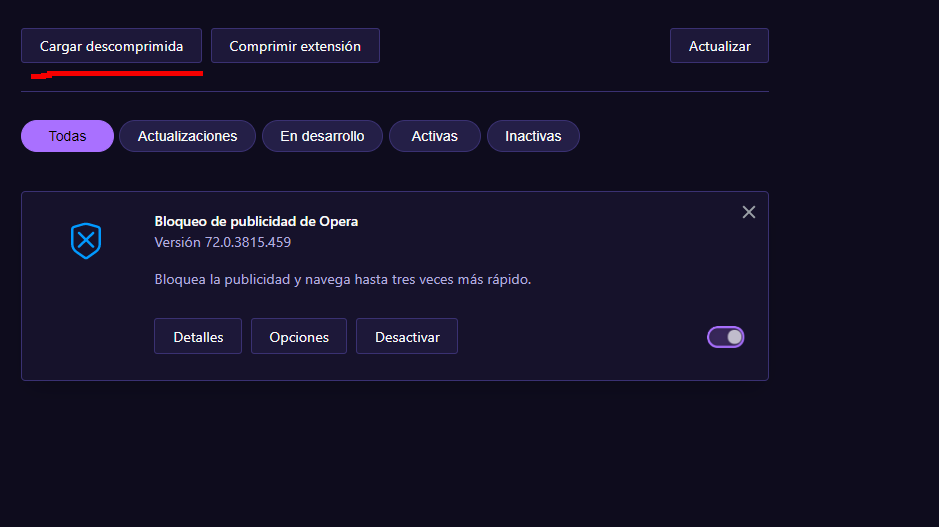 Cargar descomprimida Comprimir extensión Actualizar
Todas Actualizaciones En desarrollo Activas Inactivas
Bloqueo de publicidad de Opera
Versión 72.0.3815.459
Bloquea la publicidad y navega hasta tres veces más rápido.
Detalles Opciones Desactivar